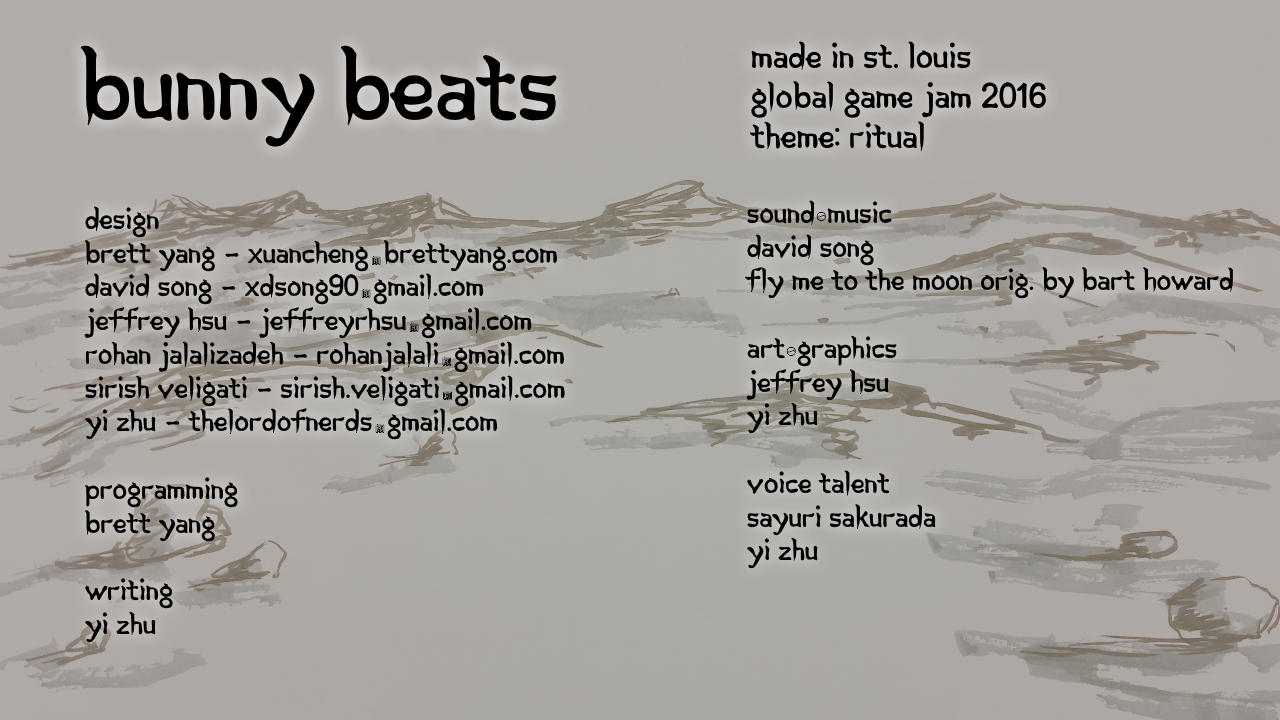 bunny beats
made in st. louis
global game jam 2016
theme: ritual
design
brett yang - xuancheng@brettyang.com
david song - xdsong90@gmail.com
jeffrey hsu - jeffreyrhsu@gmail.com
rohan jalalizadeh - rohanjalali@gmail.com
sirish veligati - sirish.veligati@gmail.com
yi zhu - thelordofnerds@gmail.com
programming
brett yang
writing
yi zhu
sound&music
david song
fly me to the moon orig. by bart howard
art&graphics
jeffrey hsu
yi zhu
voice talent
sayuri sakurada
yi zhu